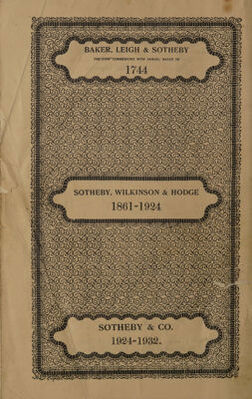 BAKER, LEIGH & SOTHEBY
1744
SOTHEBY, WILKINSON & HODGE
1861-1924
SOTHEBY & CO.
1924-1932.